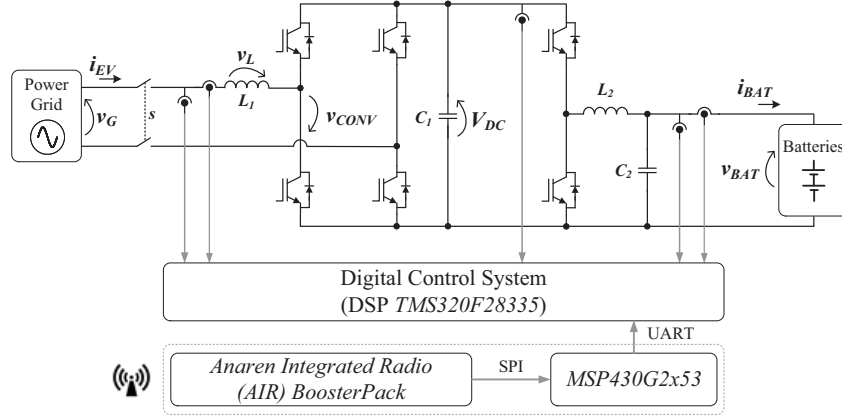 Power
Grid
i_EV
v_G
s
v_L
L_1
v_CONV
C_1
V_DC
L_2
C_2
i_BAT
v_BAT
Batteries
Digital Control System
(DSP TMS320F28335)
UART
Anaren Integrated Radio
(AIR) BoosterPack
SPI
MSP430G2x53